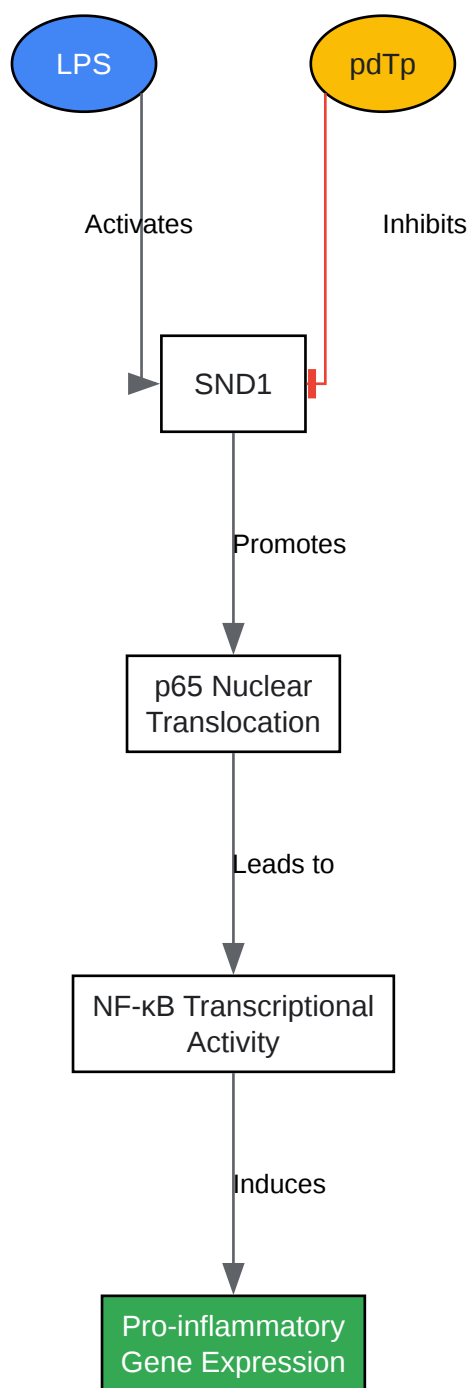 LPS
pdTp
Activates
Inhibits
SND1
Promotes
p65 Nuclear
Translocation
Leads to
NF-κB Transcriptional
Activity
Induces
Pro-inflammatory
Gene Expression